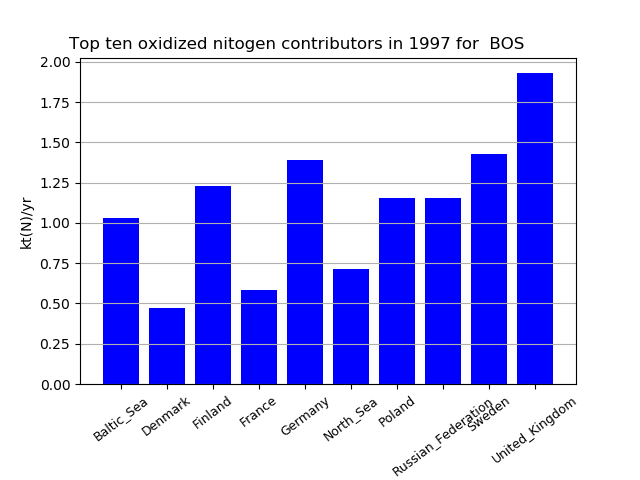 Top ten oxidized nitogen contributors in 1997 for  BOS
kt(N)/yr
2.00
1.75
1.50
1.25
1.00
0.75
0.50
0.25
0.00
Baltic_Sea
Denmark
Finland
France
Germany
North_Sea
Poland
Russian_Federation
Sweden
United_Kingdom